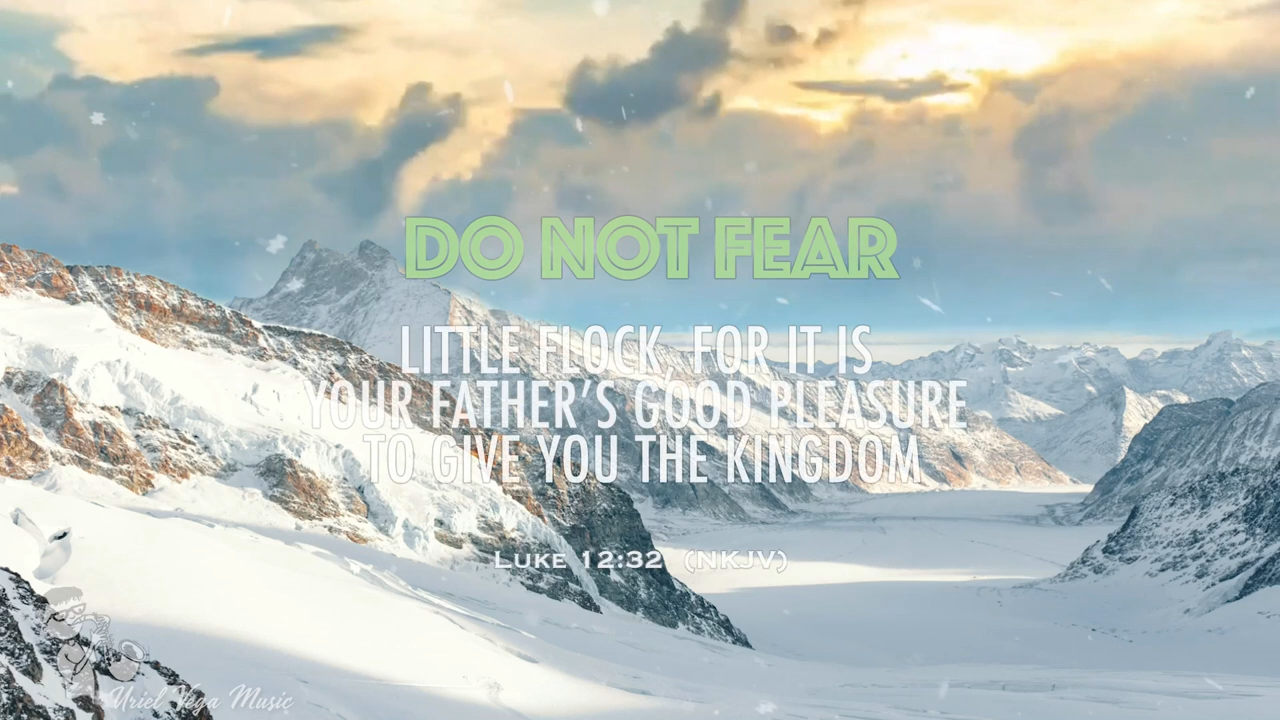 DO NOT FEAR
LITTLE FLOCK, FOR IT IS
YOUR FATHER’S GOOD PLEASURE
TO GIVE YOU THE KINGDOM
Luke 12:32 (NKJV)
Uriel Vega Music